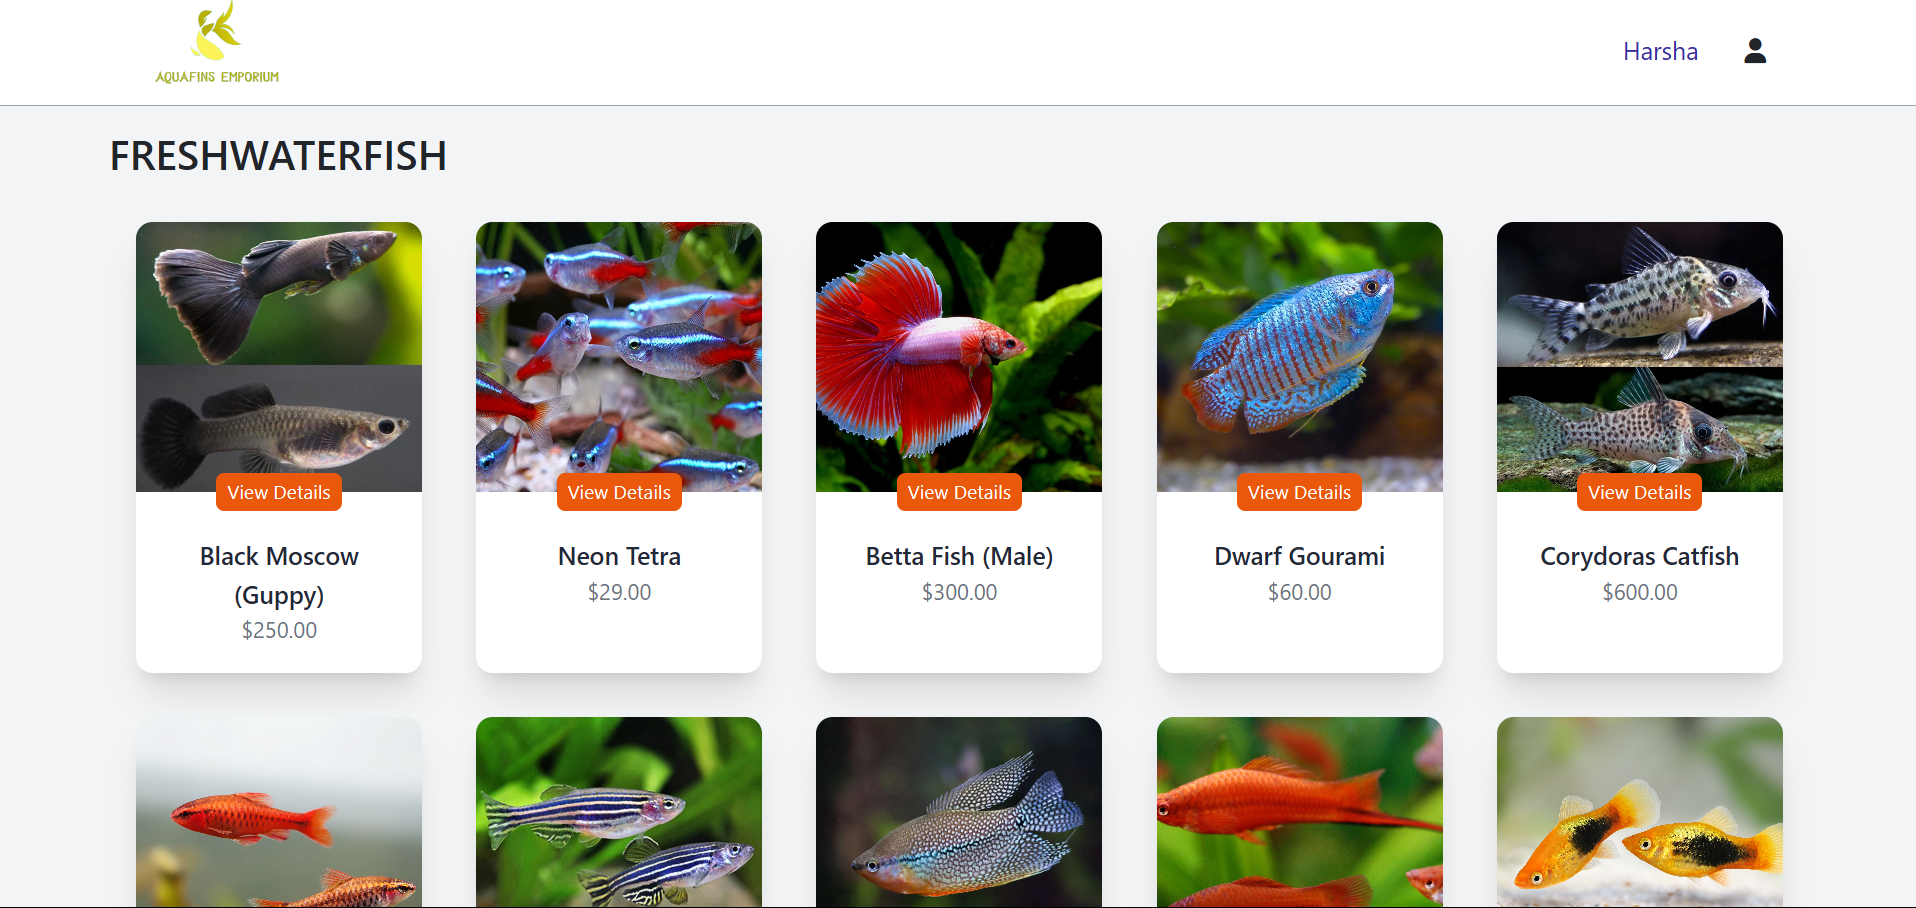 AQUAFINS EMPORIUM
Harsha
FRESHWATERFISH
View Details
View Details
View Details
View Details
View Details
Black Moscow
(Guppy)
$250.00
Neon Tetra
$29.00
Betta Fish (Male)
$300.00
Dwarf Gourami
$60.00
Corydoras Catfish
$600.00